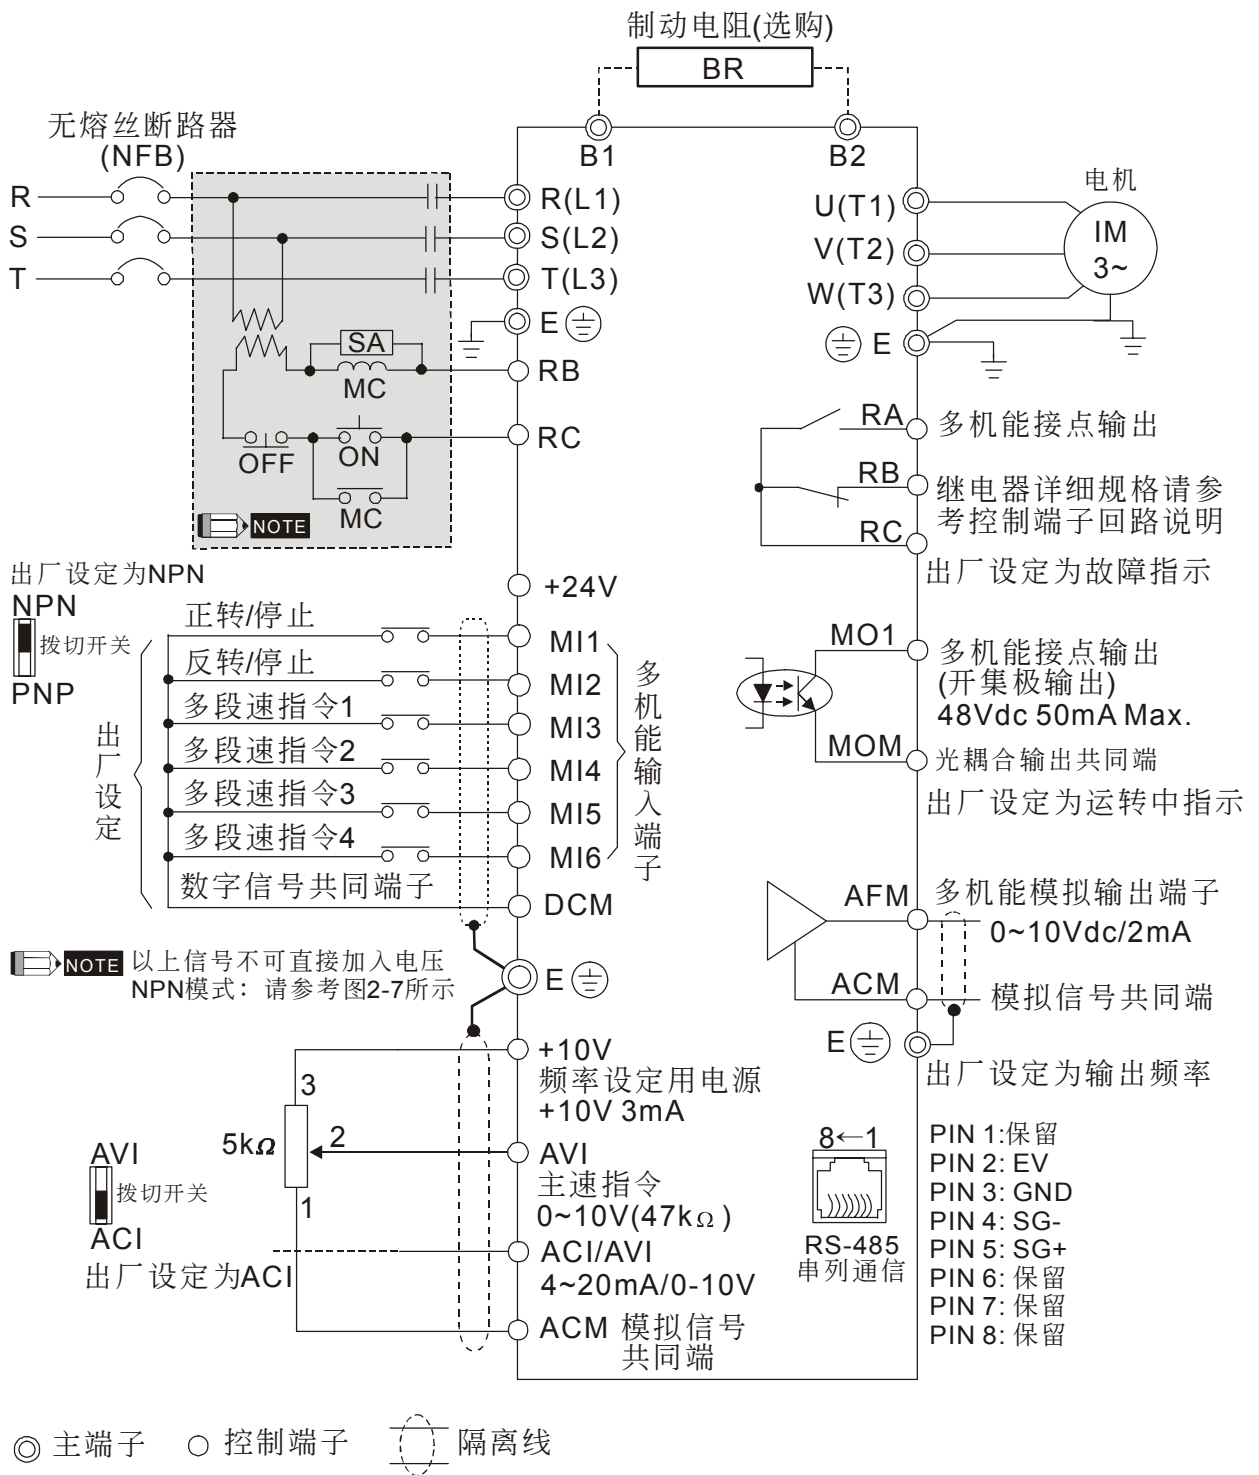 制动电阻(选购)
BR
无熔丝断路器
(NFB)
B1
B2
R
S
T
R(L1)
S(L2)
T(L3)
E
SA
MC
RB
OFF
ON
RC
MC
NOTE
电机
U(T1)
V(T2)
W(T3)
IM
3~
E
RA
多机能接点输出
RB
继电器详细规格请参
考控制端子回路说明
RC
出厂设定为故障指示
出厂设定为NPN
NPN
拨切开关
PNP
出厂设定
+24V
正转/停止
MI1
反转/停止
MI2
多段速指令1
MI3
多段速指令2
MI4
多段速指令3
MI5
多段速指令4
MI6
数字信号共同端子
DCM
多机能输入端子
MO1
多机能接点输出
(开集极输出)
48Vdc 50mA Max.
MOM
光耦合输出共同端
出厂设定为运转中指示
NOTE
以上信号不可直接加入电压
NPN模式：请参考图2-7所示
E
AFM
多机能模拟输出端子
0~10Vdc/2mA
ACM
模拟信号共同端
E
出厂设定为输出频率
+10V
频率设定用电源
+10V 3mA
3
5kΩ
2
1
AVI
主速指令
0~10V(47kΩ)
AVI
拨切开关
ACI
出厂设定为ACI
ACI/AVI
4~20mA/0-10V
ACM 模拟信号
共同端
8←1
RS-485
串列通信
PIN 1:保留
PIN 2: EV
PIN 3: GND
PIN 4: SG-
PIN 5: SG+
PIN 6: 保留
PIN 7: 保留
PIN 8: 保留
主端子
控制端子
隔离线